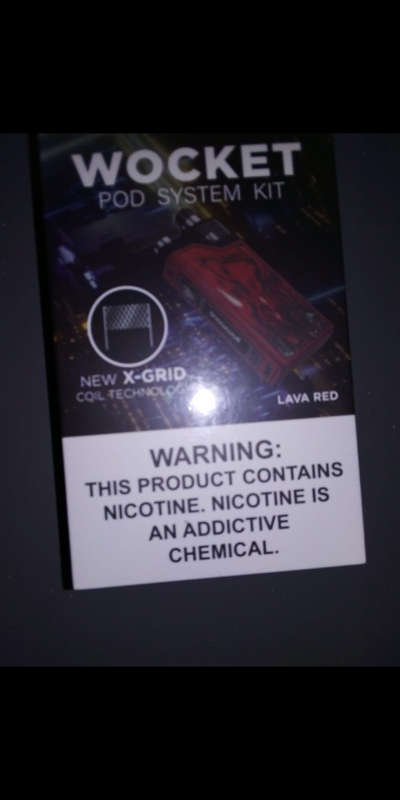 WOCKET
POD SYSTEM KIT
NEW X-GRID
COIL TECHNOLOGY
LAVA RED
WARNING:
THIS PRODUCT CONTAINS
NICOTINE. NICOTINE IS
AN ADDICTIVE
CHEMICAL.